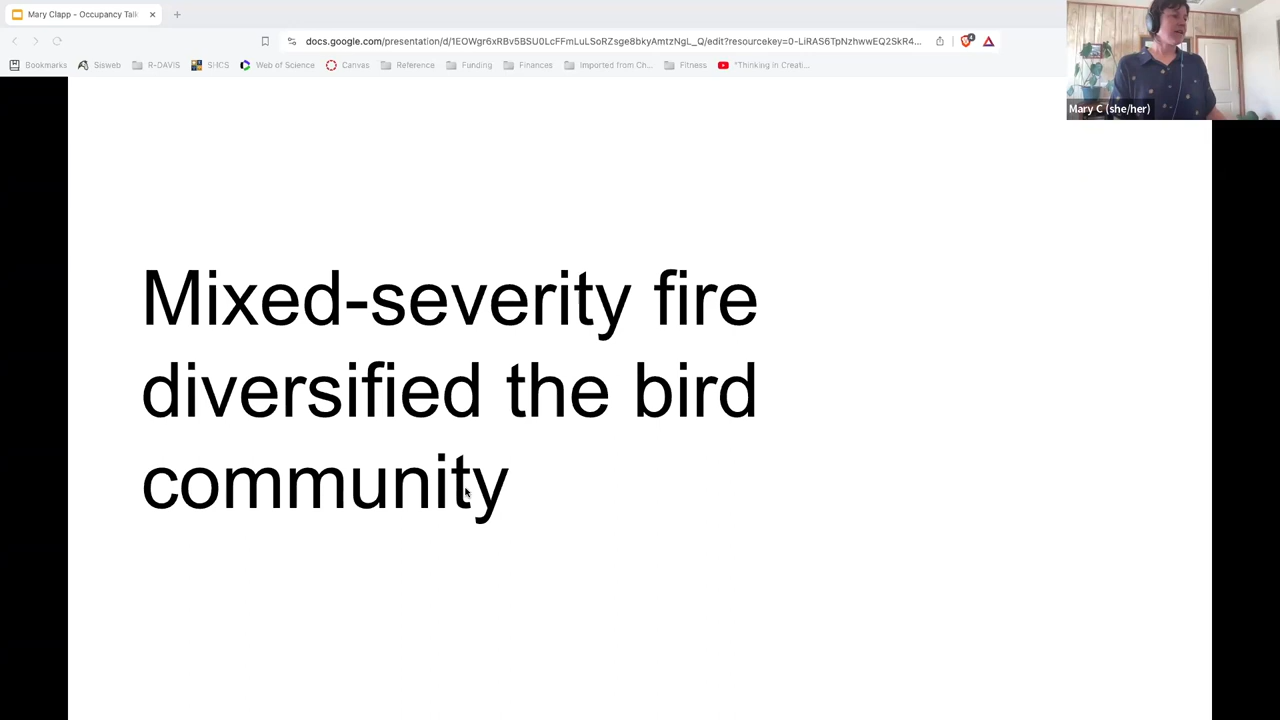 Mary Clapp - Occupancy Talk
docs.google.com/presentation/d/1EOWgr6xRBv5BSU0LcFFmLuLSoRZsge8bkyAmtzNgL_Q/edit?resourcekey=0-LiRAS6TpNzhwwEQ2SkR4...
Bookmarks Sisweb R-DAVIS SHCS Web of Science Canvas Reference Funding Finances Imported from Ch... Fitness "Thinking in Creati...
Mary C (she/her)
Mixed-severity fire
diversified the bird
community